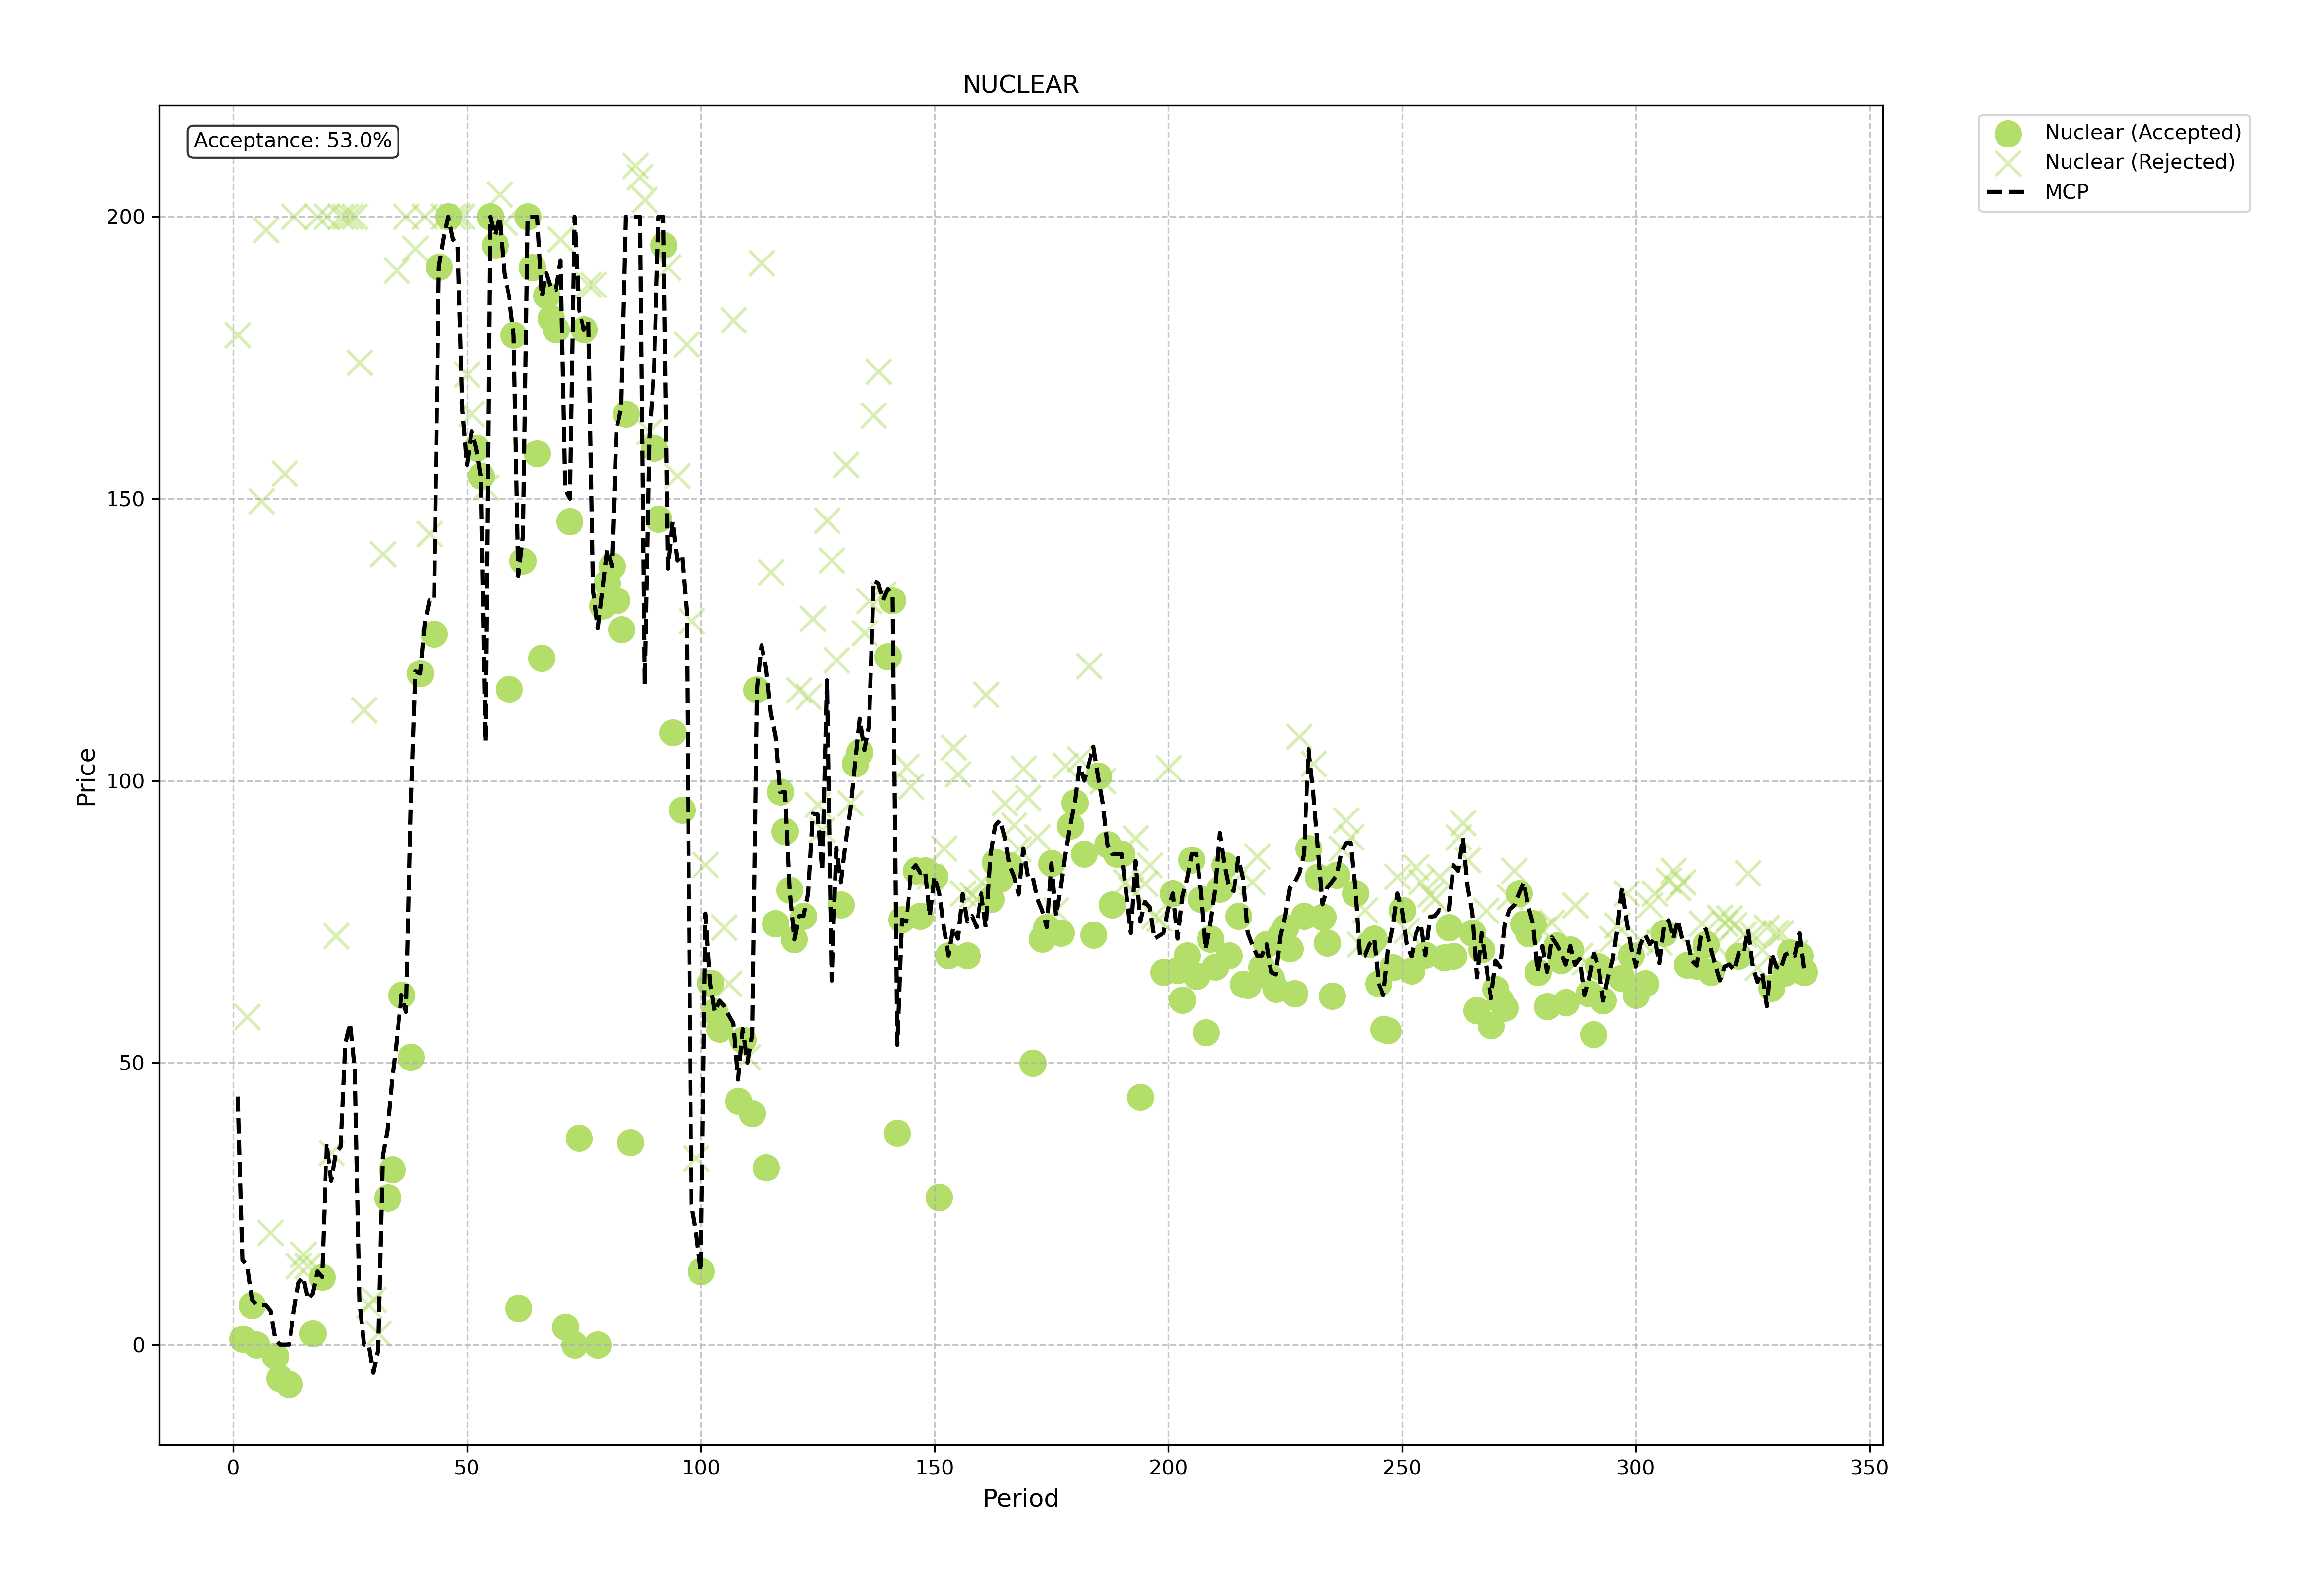 NUCLEAR
Acceptance: 53.0%
Nuclear (Accepted)
Nuclear (Rejected)
MCP
200
150
100
50
0
Price
0 50 100 150 200 250 300 350
Period